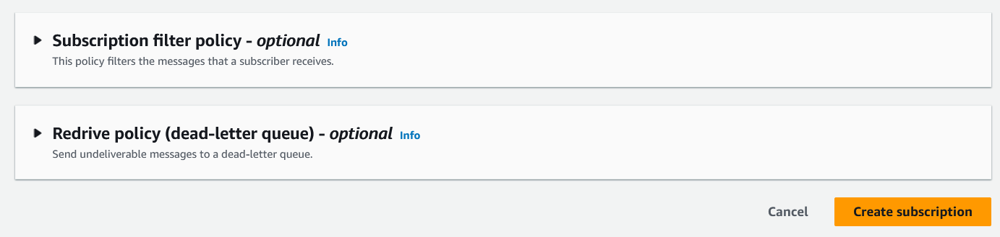 Subscription filter policy - optional Info
This policy filters the messages that a subscriber receives.
Redrive policy (dead-letter queue) - optional Info
Send undeliverable messages to a dead-letter queue.
Cancel Create subscription